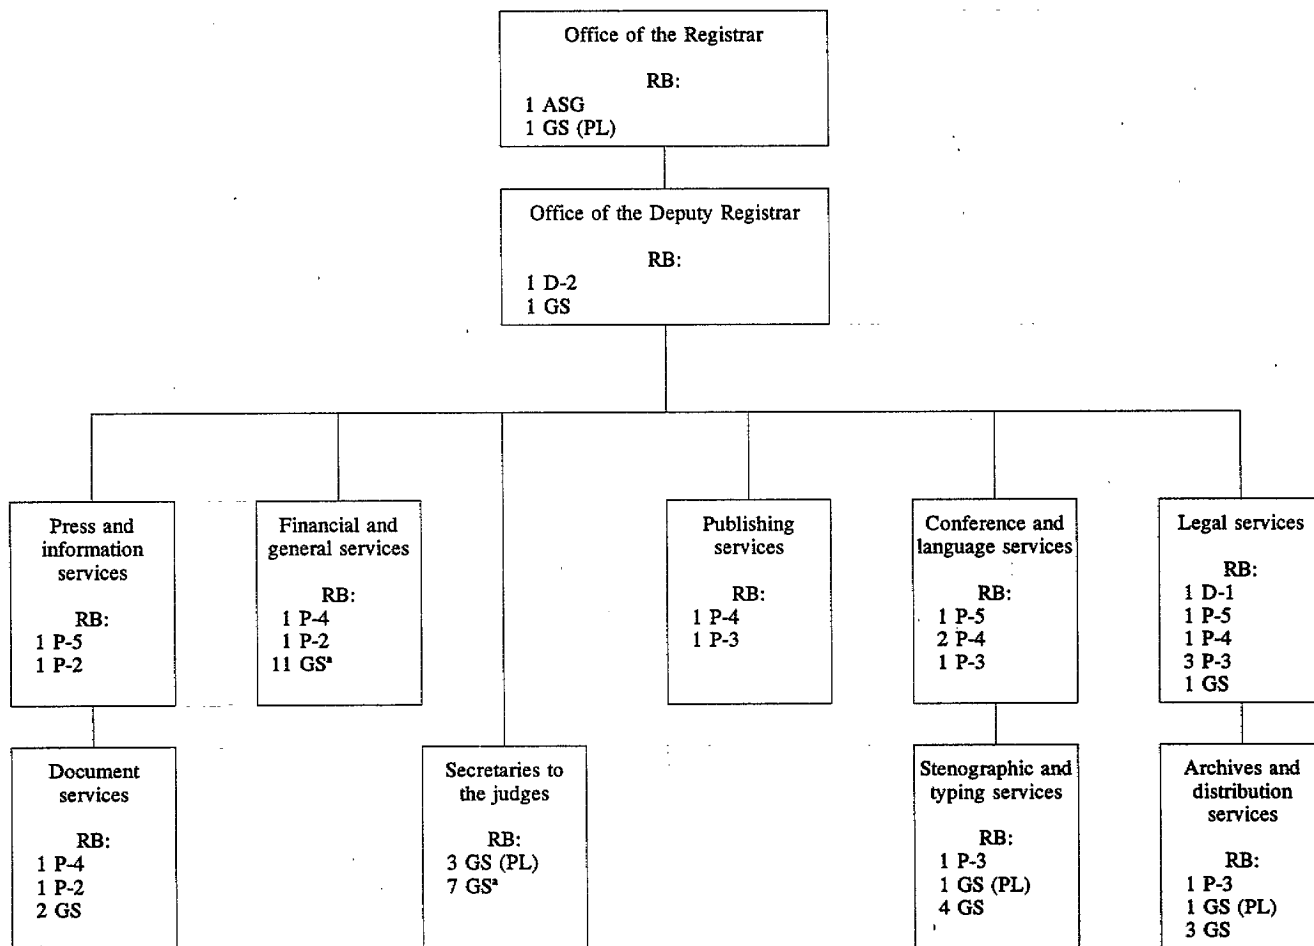 Office of the Registrar
RB:
1 ASG
1 GS (PL)
Office of the Deputy Registrar
RB:
1 D-2
1 GS
Press and
information
services
RB:
1 P-5
1 P-2
Financial and
general services
RB:
1 P-4
1 P-2
11 GSª
Publishing
services
RB:
1 P-4
1 P-3
Conference and
language services
RB:
1 P-5
2 P-4
1 P-3
Legal services
RB:
1 D-1
1 P-5
1 P-4
3 P-3
1 GS
Document
services
RB:
1 P-4
1 P-2
2 GS
Secretaries to
the judges
RB:
3 GS (PL)
7 GSª
Stenographic and
typing services
RB:
1 P-3
1 GS (PL)
4 GS
Archives and
distribution
services
RB:
1 P-3
1 GS (PL)
3 GS